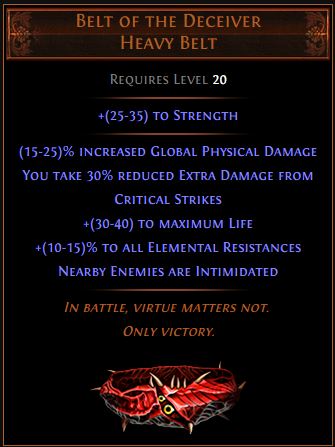 Belt of the Deceiver
Heavy Belt
Requires Level 20
+(25-35) to Strength
(15-25)% increased Global Physical Damage
You take 30% reduced Extra Damage from
Critical Strikes
+(30-40) to maximum Life
+(10-15)% to all Elemental Resistances
Nearby Enemies are Intimidated
In battle, virtue matters not.
Only victory.